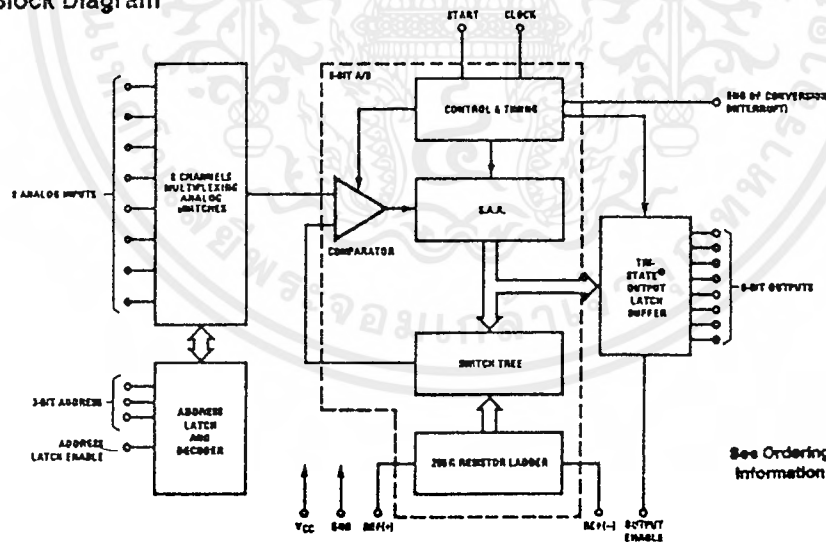 Block Diagram
START
CLOCK
8-BIT A/D
CONTROL & TIMING
END OF CONVERSION
(INTERRUPT)
8 ANALOG INPUTS
8 CHANNELS
MULTIPLEXING
ANALOG
SWITCHES
COMPARATOR
S.A.R.
TRI-
STATE®
OUTPUT
LATCH
BUFFER
8-BIT OUTPUTS
SWITCH TREE
3-BIT ADDRESS
ADDRESS
LATCH ENABLE
ADDRESS
LATCH
AND
DECODER
256R RESISTOR LADDER
See Ordering
Information
VCC
GND
REF(+)
REF(−)
OUTPUT
ENABLE